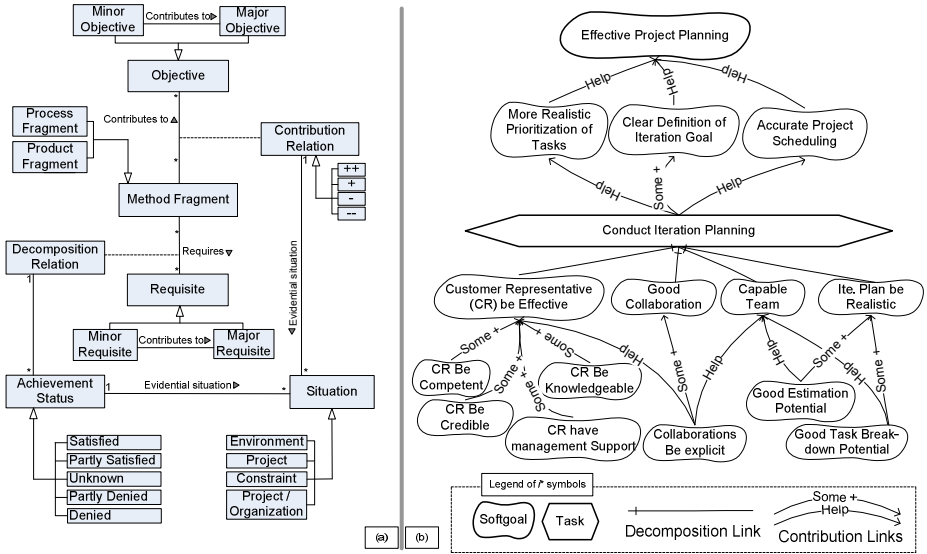 Minor
Objective
Contributes to
Major
Objective
Objective
*
Contributes to
*
Process
Fragment
Product
Fragment
Contribution
Relation
1
++
+
-
--
Method Fragment
*
Decomposition
Relation
1
Requires
*
Requisite
Evidential situation
Minor
Requisite
Contributes to
Major
Requisite
*
*
Achievement
Status
1
Evidential situation
*
Situation
Satisfied
Partly Satisfied
Unknown
Partly Denied
Denied
Environment
Project
Constraint
Project /
Organization
(a)
(b)
Effective Project Planning
Help
Help
Help
More Realistic
Prioritization of
Tasks
Clear Definition of
Iteration Goal
Accurate Project
Scheduling
Help
Some +
Help
Conduct Iteration Planning
Customer Representative
(CR) be Effective
Good
Collaboration
Capable
Team
Ite. Plan be
Realistic
Some +
Some +
Some +
Some +
Help
Some +
Help
Help
Some +
Help
Some +
CR Be
Competent
CR Be
Knowledgeable
CR Be
Credible
CR have
management Support
Collaborations
Be explicit
Good Estimation
Potential
Good Task Break-
down Potential
Legend of i* symbols
Softgoal
Task
Decomposition Link
Some +
Help
Contribution Links